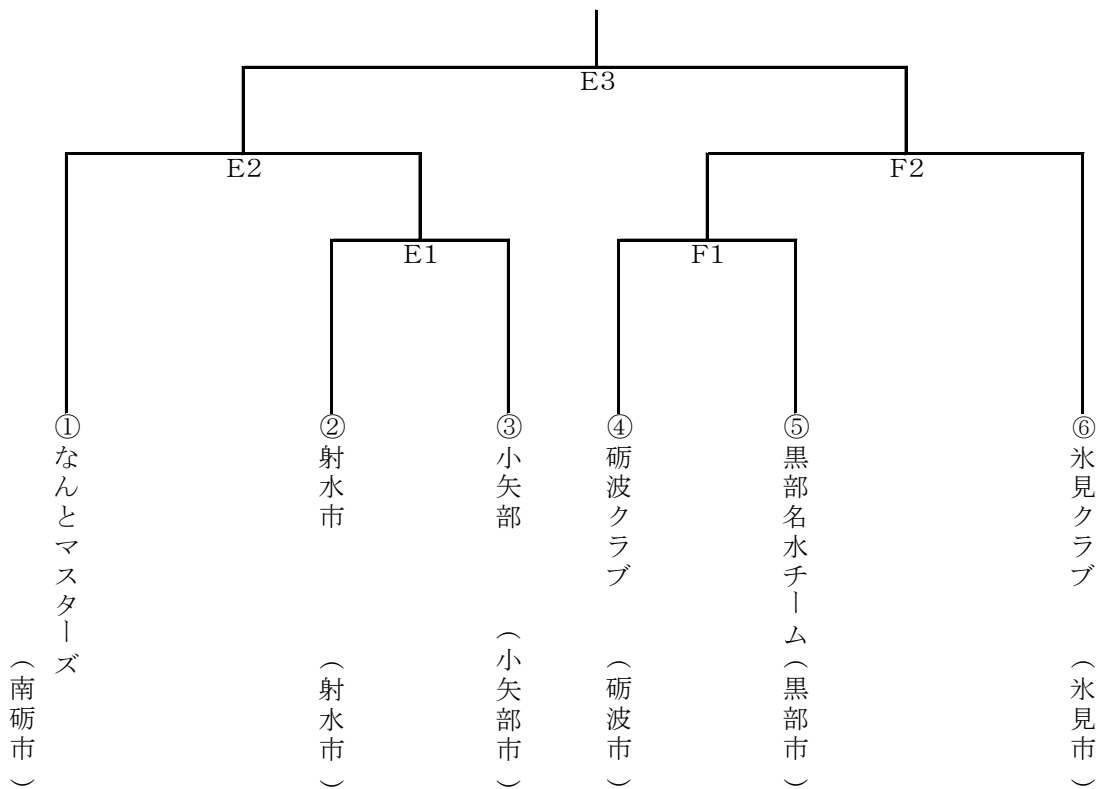 E3
E2
F2
E1
F1
①なんとマスターズ
（南砺市）
②射水市
（射水市）
③小矢部
（小矢部市）
④砺波クラブ
（砺波市）
⑤黒部名水チーム
（黒部市）
⑥氷見クラブ
（氷見市）